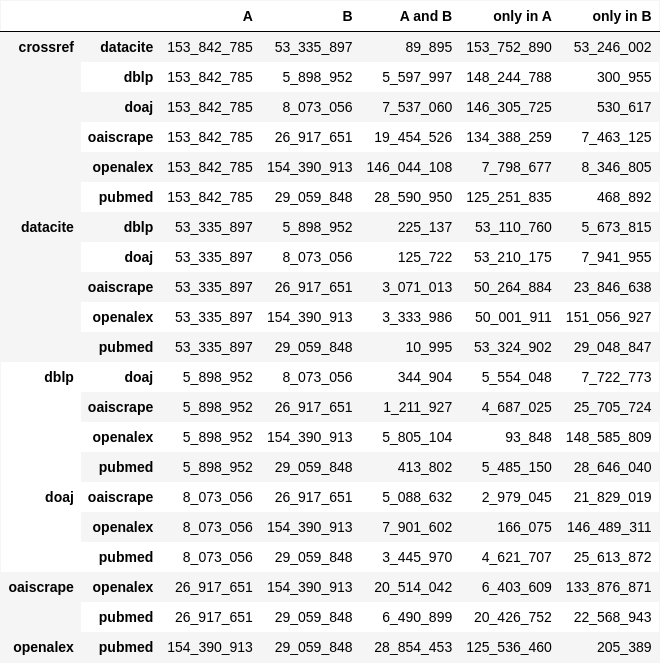 A B A and B only in A only in B
crossref datacite 153_842_785 53_335_897 89_895 153_752_890 53_246_002
dblp 153_842_785 5_898_952 5_597_997 148_244_788 300_955
doaj 153_842_785 8_073_056 7_537_060 146_305_725 530_617
oaiscrape 153_842_785 26_917_651 19_454_526 134_388_259 7_463_125
openalex 153_842_785 154_390_913 146_044_108 7_798_677 8_346_805
pubmed 153_842_785 29_059_848 28_590_950 125_251_835 468_892
datacite dblp 53_335_897 5_898_952 225_137 53_110_760 5_673_815
doaj 53_335_897 8_073_056 125_722 53_210_175 7_941_955
oaiscrape 53_335_897 26_917_651 3_071_013 50_264_884 23_846_638
openalex 53_335_897 154_390_913 3_333_986 50_001_911 151_056_927
pubmed 53_335_897 29_059_848 10_995 53_324_902 29_048_847
dblp doaj 5_898_952 8_073_056 344_904 5_554_048 7_722_773
oaiscrape 5_898_952 26_917_651 1_211_927 4_687_025 25_705_724
openalex 5_898_952 154_390_913 5_805_104 93_848 148_585_809
pubmed 5_898_952 29_059_848 413_802 5_485_150 28_646_040
doaj oaiscrape 8_073_056 26_917_651 5_088_632 2_979_045 21_829_019
openalex 8_073_056 154_390_913 7_901_602 166_075 146_489_311
pubmed 8_073_056 29_059_848 3_445_970 4_621_707 25_613_872
oaiscrape openalex 26_917_651 154_390_913 20_514_042 6_403_609 133_876_871
pubmed 26_917_651 29_059_848 6_490_899 20_426_752 22_568_943
openalex pubmed 154_390_913 29_059_848 28_854_453 125_536_460 205_389